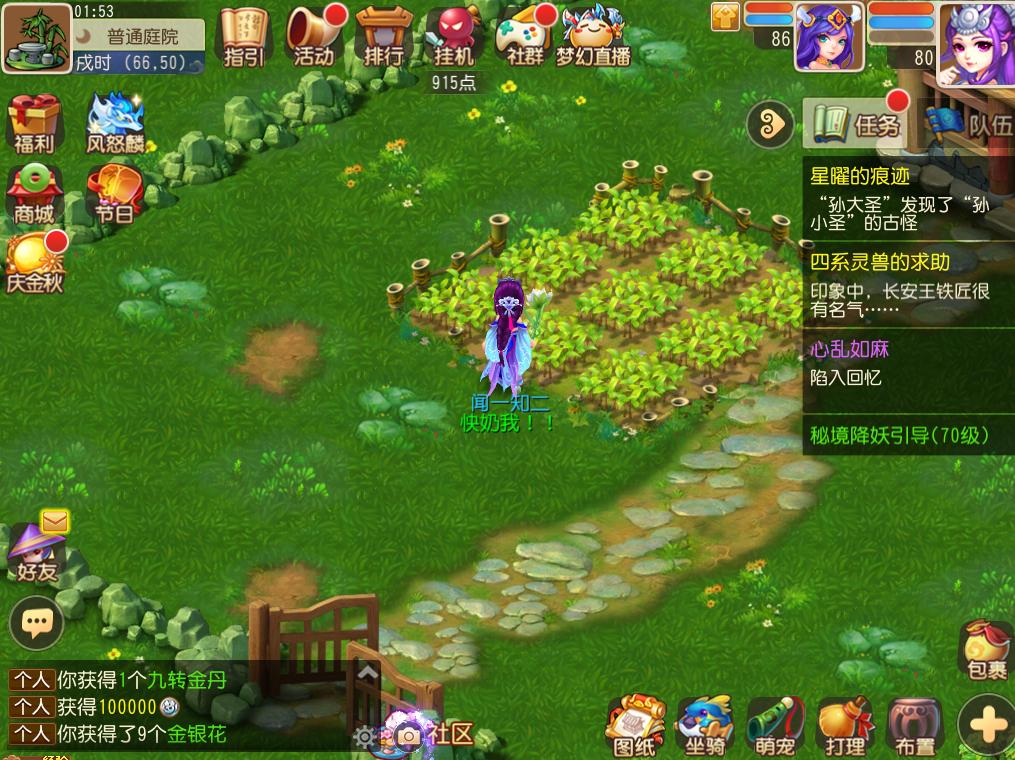 01:53
普通庭院
戌时 (66,50)
指引
活动
排行
挂机
社群
梦幻直播
915点
86
80
福利
风怒麟
商城
节日
庆金秋
任务
队伍
星曜的痕迹
“孙大圣”发现了“孙
小圣”的古怪
四系灵兽的求助
印象中，长安王铁匠很
有名气……
心乱如麻
陷入回忆
秘境降妖引导(70级)
闻一知二
快奶我！！
好友
个人 你获得1个九转金丹
个人 获得100000
个人 你获得了9个金银花
社区
图纸
坐骑
萌宠
打理
布置
包裹